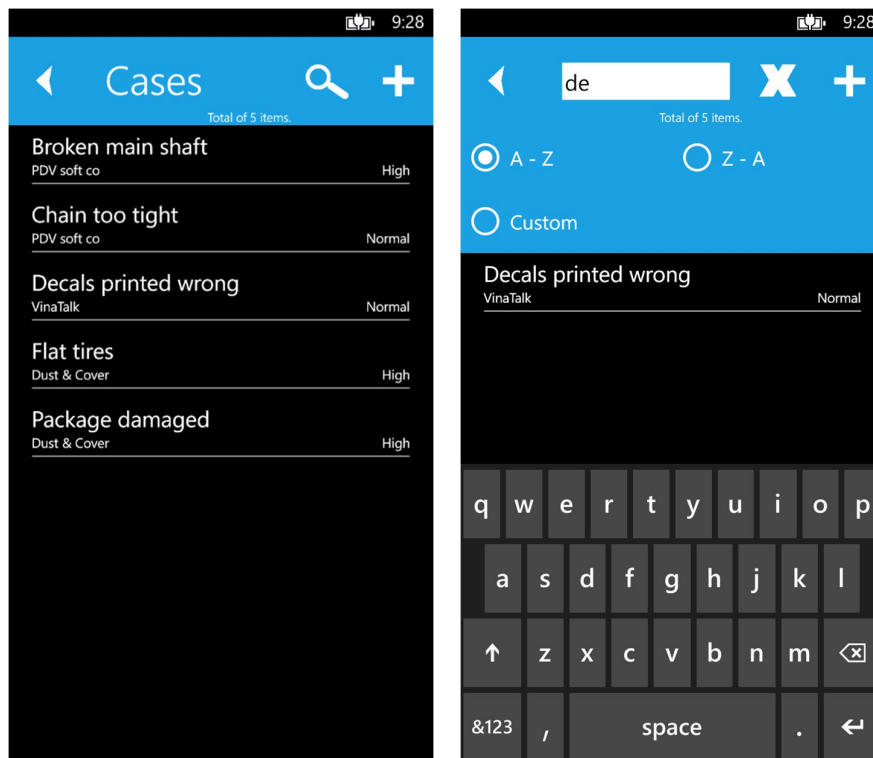 9:28
Cases
Total of 5 items.
Broken main shaft
PDV soft co High
Chain too tight
PDV soft co Normal
Decals printed wrong
VinaTalk Normal
Flat tires
Dust & Cover High
Package damaged
Dust & Cover High
9:28
de
Total of 5 items.
A - Z Z - A
Custom
Decals printed wrong
VinaTalk Normal
q w e r t y u i o p
a s d f g h j k l
z x c v b n m
&123 , space .